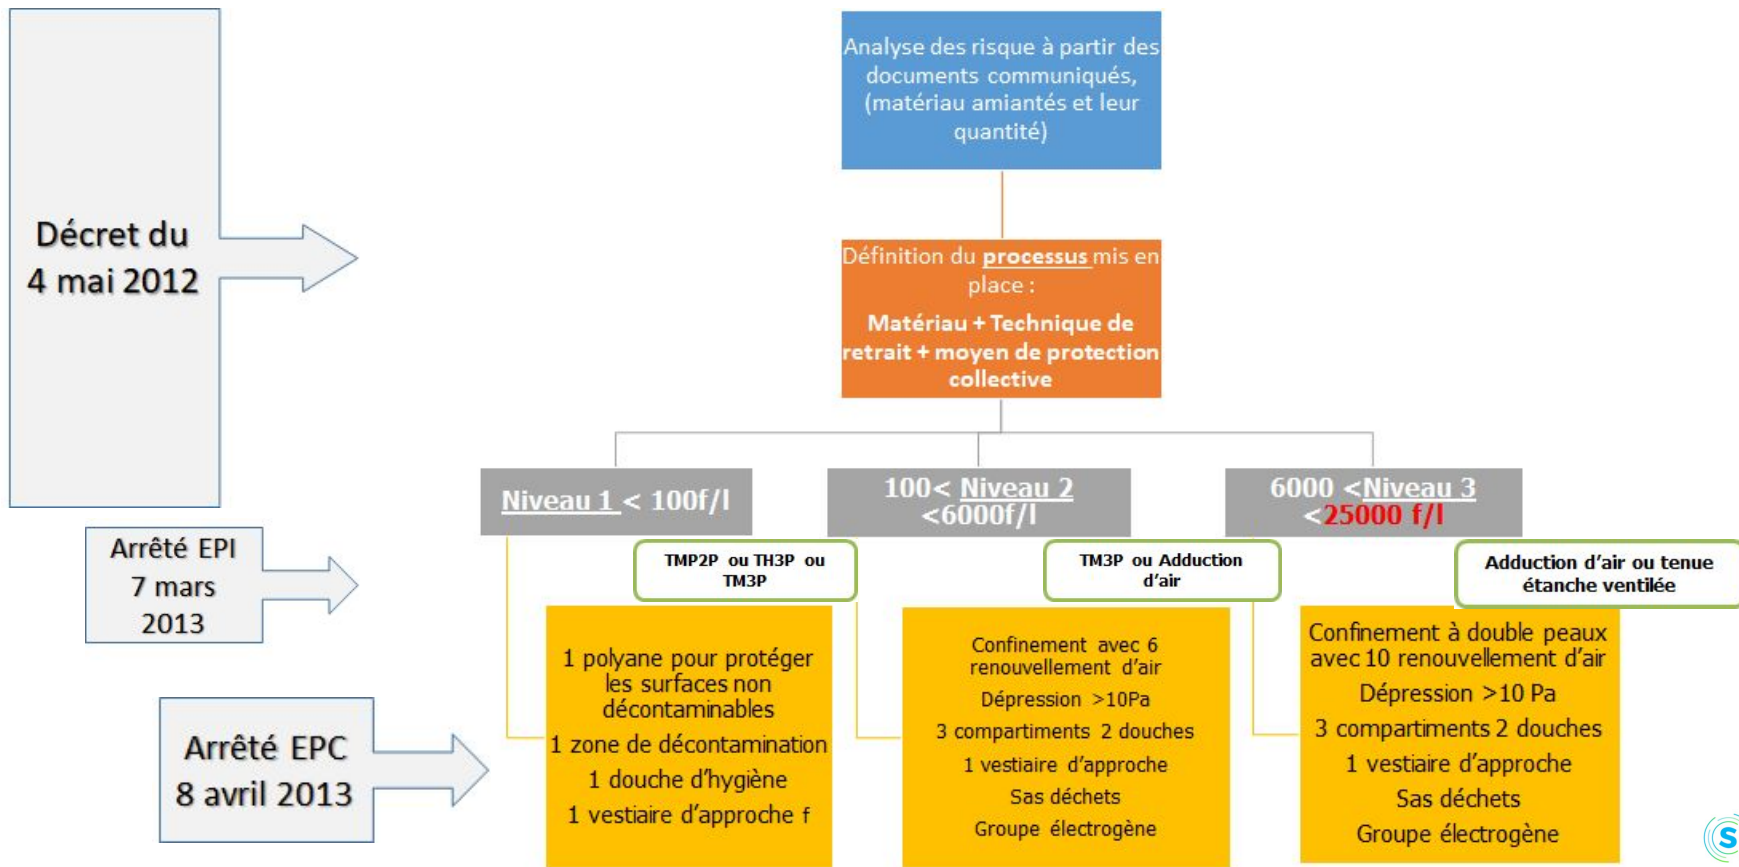 Décret du
4 mai 2012
Analyse des risque à partir des
documents communiqués,
(matériau amiantés et leur
quantité)
Définition du processus mis en
place :
Matériau + Technique de
retrait + moyen de protection
collective
Niveau 1 < 100f/l
100< Niveau 2
<6000f/l
6000 <Niveau 3
<25000 f/l
Arrêté EPI
7 mars
2013
TMP2P ou TH3P ou
TM3P
TM3P ou Adduction
d’air
Adduction d’air ou tenue
étanche ventilée
Arrêté EPC
8 avril 2013
1 polyane pour protéger
les surfaces non
décontaminables
1 zone de décontamination
1 douche d’hygiène
1 vestiaire d’approche f
Confinement avec 6
renouvellement d’air
Dépression >10Pa
3 compartiments 2 douches
1 vestiaire d’approche
Sas déchets
Groupe électrogène
Confinement à double peaux
avec 10 renouvellement d’air
Dépression >10 Pa
3 compartiments 2 douches
1 vestiaire d’approche
Sas déchets
Groupe électrogène
S